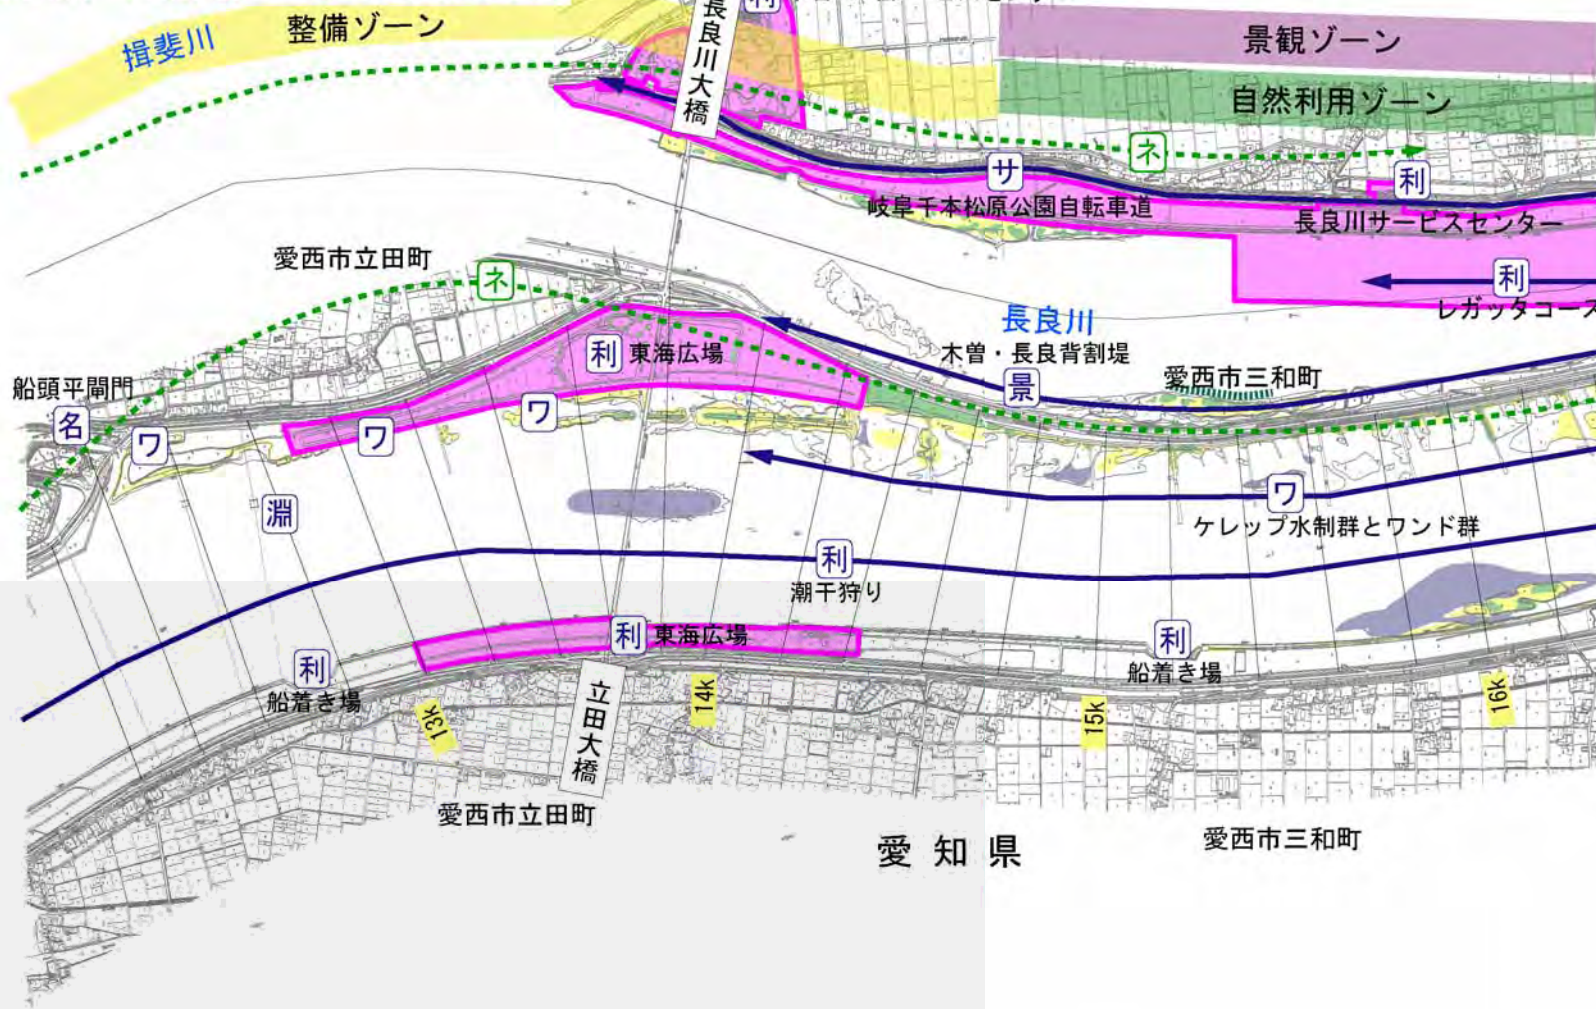 利
整備ゾーン
揖斐川
長良川大橋
景観ゾーン
自然利用ゾーン
ネ
サ
利
岐阜千本松原公園自転車道
長良川サービスセンター
愛西市立田町
ネ
利
レガッタコース
長良川
木曽・長良背割堤
利
東海広場
景
愛西市三和町
船頭平閘門
名
ワ
ワ
ワ
淵
ワ
ケレップ水制群とワンド群
利
潮干狩り
利
東海広場
利
船着き場
利
船着き場
立田大橋
13k
14k
15k
16k
愛西市立田町
愛知県
愛西市三和町